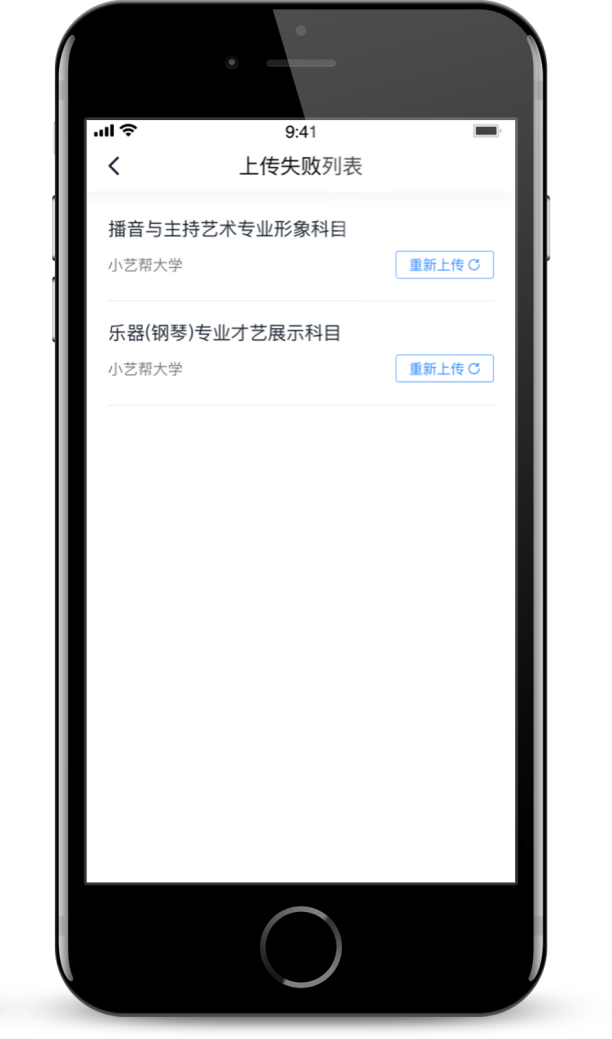 9:41
上传失败列表
播音与主持艺术专业形象科目
小艺帮大学
重新上传
乐器(钢琴)专业才艺展示科目
小艺帮大学
重新上传